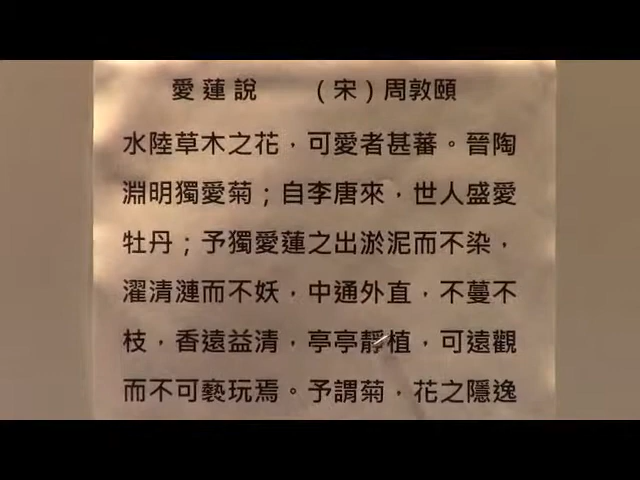 愛蓮說　（宋）周敦頤
水陸草木之花，可愛者甚蕃。晉陶
淵明獨愛菊；自李唐來，世人盛愛
牡丹；予獨愛蓮之出淤泥而不染，
濯清漣而不妖，中通外直，不蔓不
枝，香遠益清，亭亭靜植，可遠觀
而不可褻玩焉。予謂菊，花之隱逸